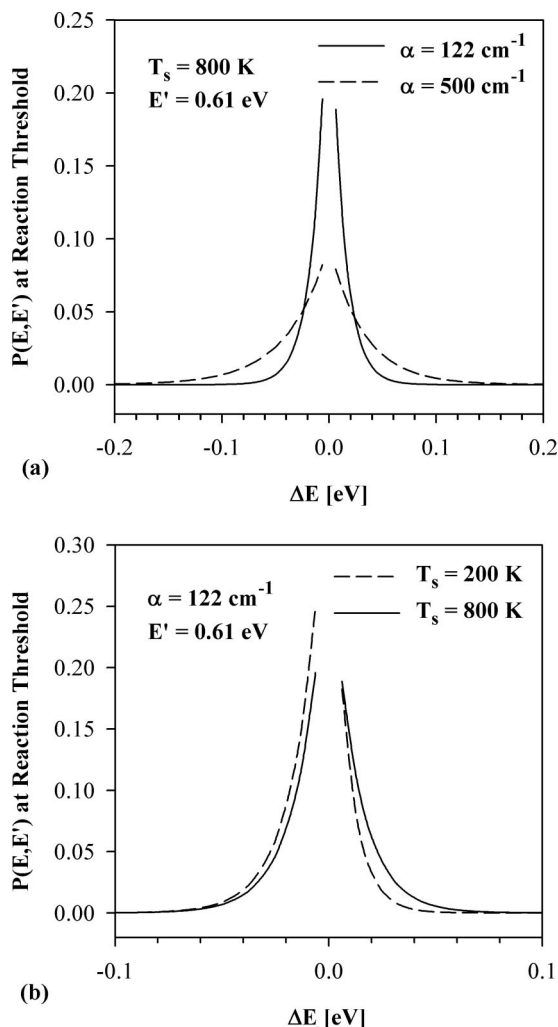 0.25
T_s = 800 K
E' = 0.61 eV
α = 122 cm⁻¹
α = 500 cm⁻¹
0.20
0.15
0.10
0.05
0.00
P(E,E') at Reaction Threshold
-0.2 -0.1 0.0 0.1 0.2
(a)
ΔE [eV]
0.30
α = 122 cm⁻¹
E' = 0.61 eV
T_s = 200 K
T_s = 800 K
0.25
0.20
0.15
0.10
0.05
0.00
P(E,E') at Reaction Threshold
-0.1 0.0 0.1
(b)
ΔE [eV]